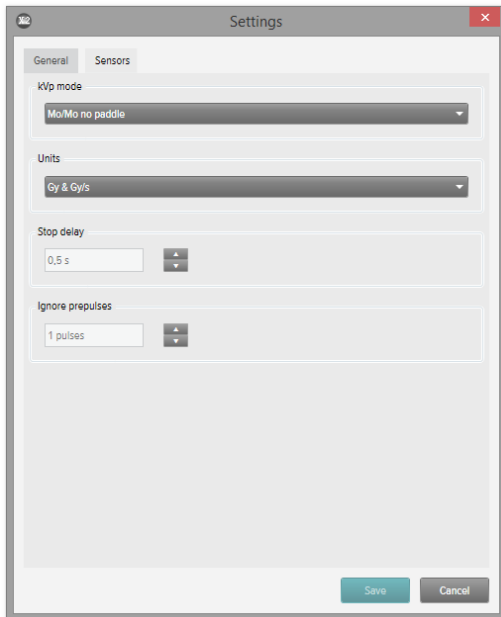 Xi2
Settings
General Sensors
kVp mode
Mo/Mo no paddle
Units
Gy & Gy/s
Stop delay
0,5 s
Ignore prepulses
1 pulses
Save Cancel